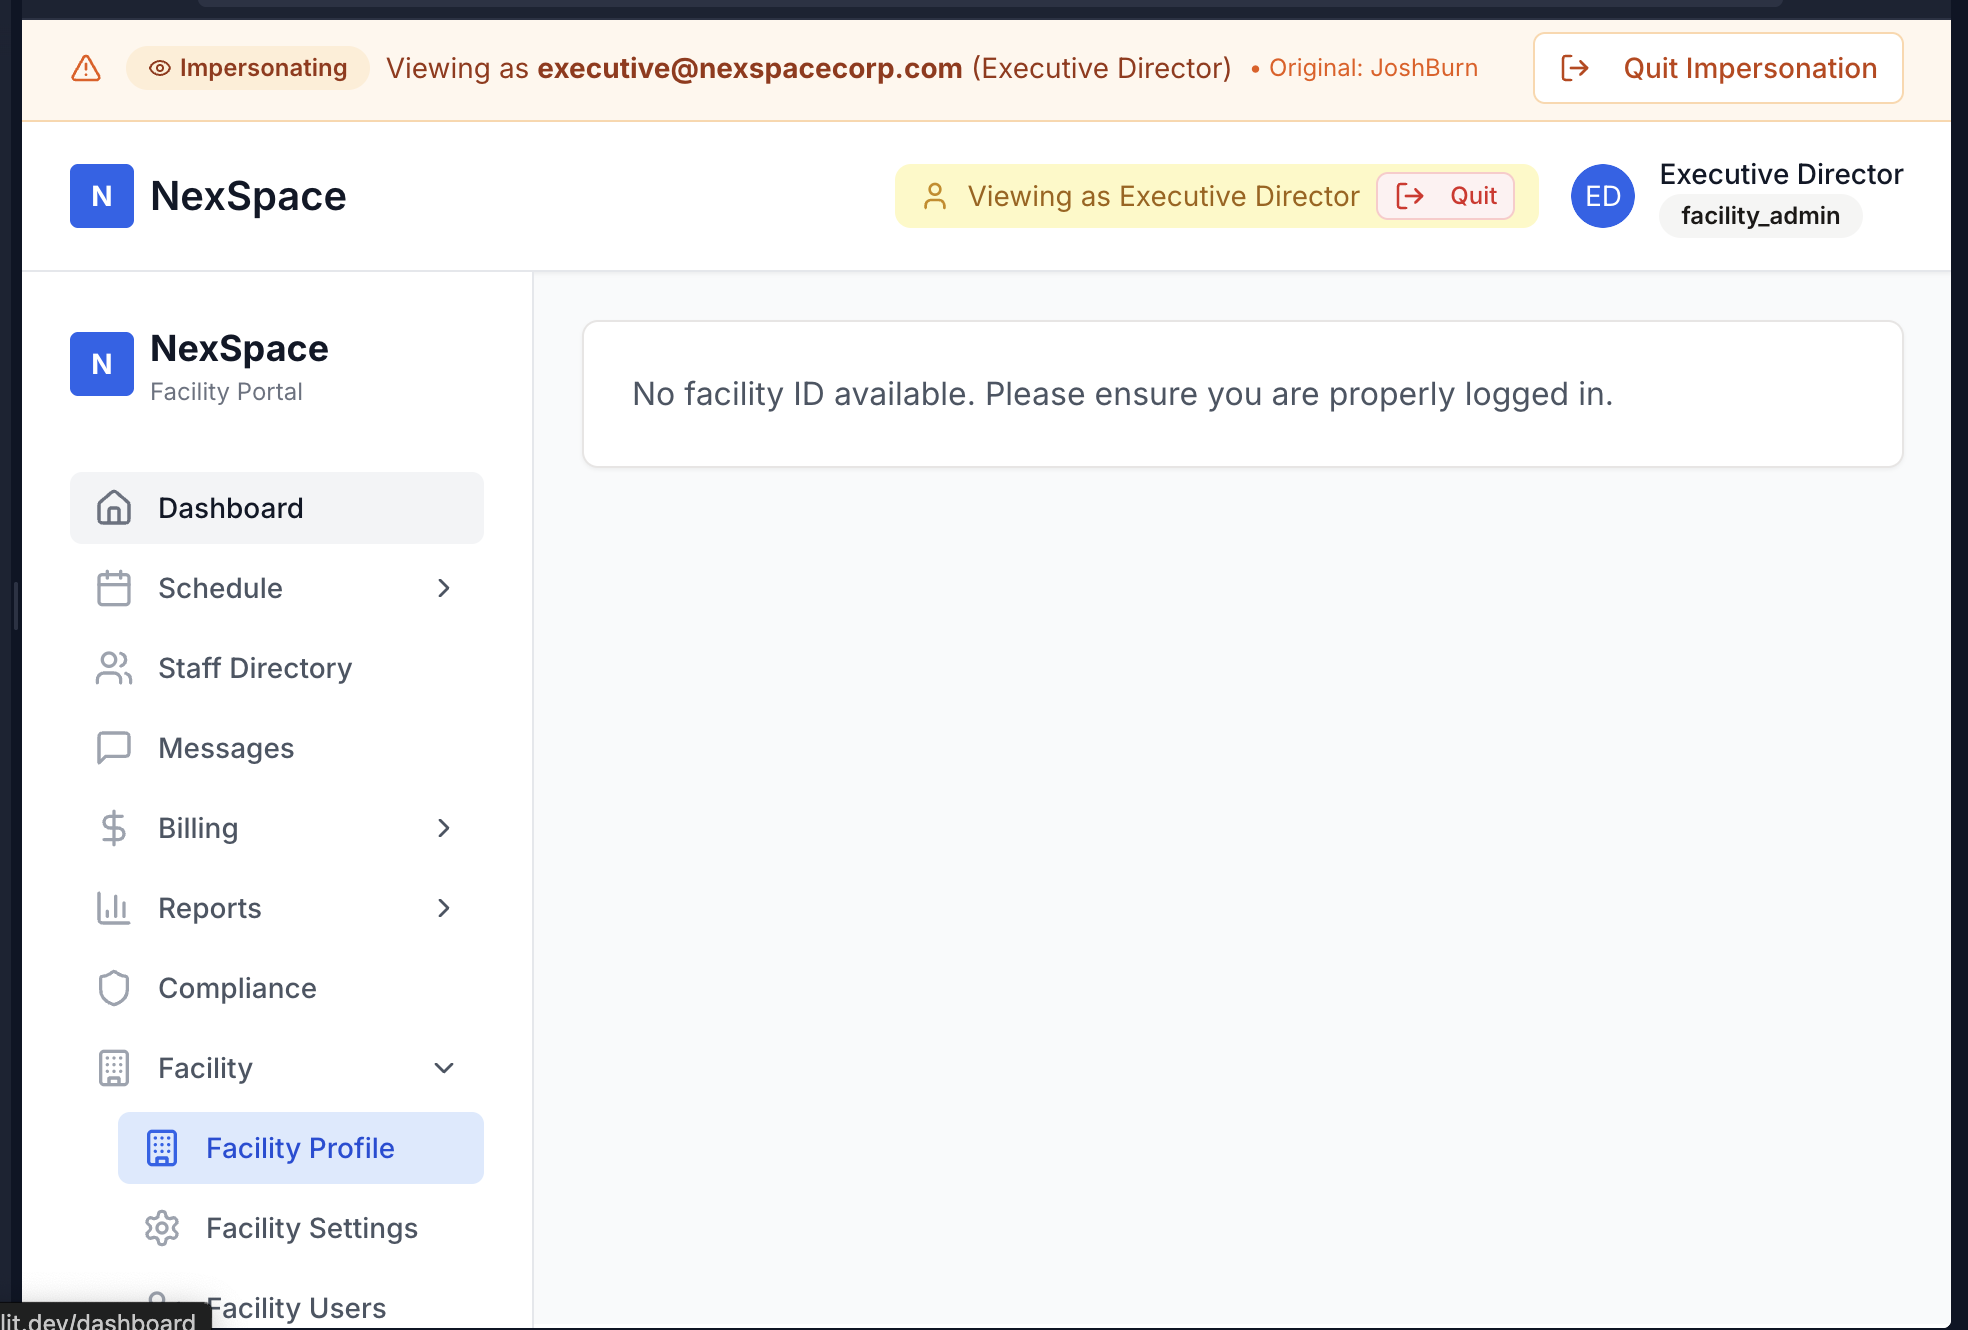 Impersonating Viewing as executive@nexspacecorp.com (Executive Director) • Original: JoshBurn Quit Impersonation
N NexSpace
Viewing as Executive Director Quit
ED Executive Director
facility_admin
N NexSpace
Facility Portal
No facility ID available. Please ensure you are properly logged in.
Dashboard
Schedule
Staff Directory
Messages
Billing
Reports
Compliance
Facility
Facility Profile
Facility Settings
Facility Users
lit.dev/dashboard